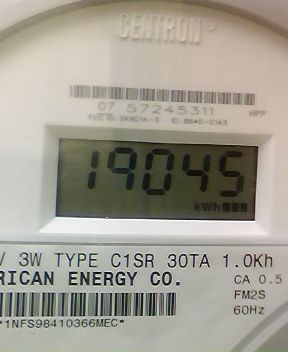 CENTRON®
07 57245311 HPP
19045
kWh
V 3W TYPE C1SR 30TA 1.0Kh
RICAN ENERGY CO. CA 0.5
FM2S
60Hz
*1NFS98410366MEC*